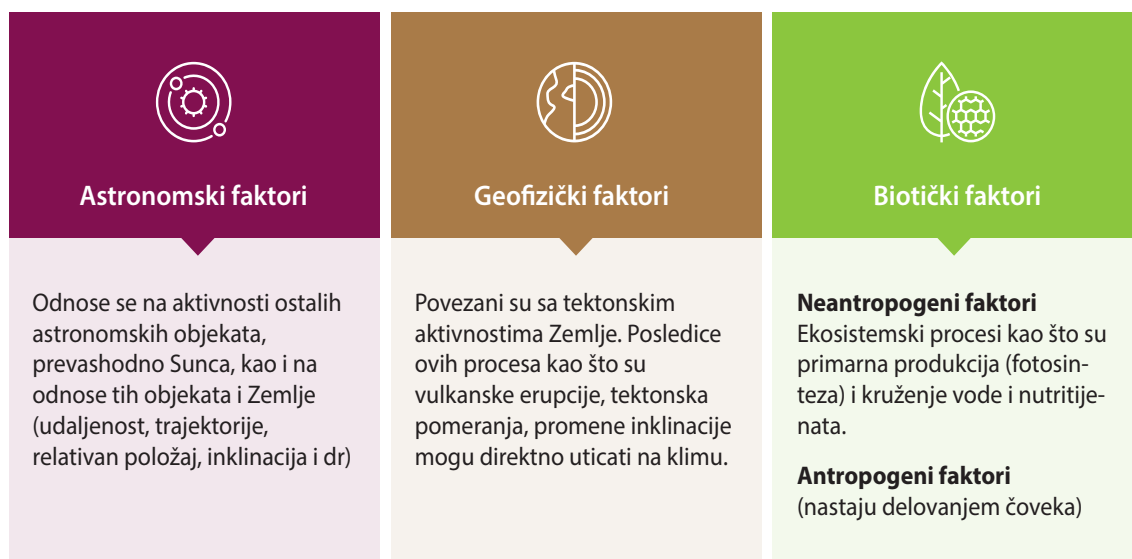 Astronomski faktori
Odnose se na aktivnosti ostalih
astronomskih objekata,
prevashodno Sunca, kao i na
odnose tih objekata i Zemlje
(udaljenost, trajektorije,
relativan položaj, inklinacija i dr)
Geofizički faktori
Povezani su sa tektonskim
aktivnostima Zemlje. Posledice
ovih procesa kao što su
vulkanske erupcije, tektonska
pomeranja, promene inklinacije
mogu direktno uticati na klimu.
Biotički faktori
Neantropogeni faktori
Ekosistemski procesi kao što su
primarna produkcija (fotosin-
teza) i kruženje vode i nutritije-
nata.
Antropogeni faktori
(nastaju delovanjem čoveka)